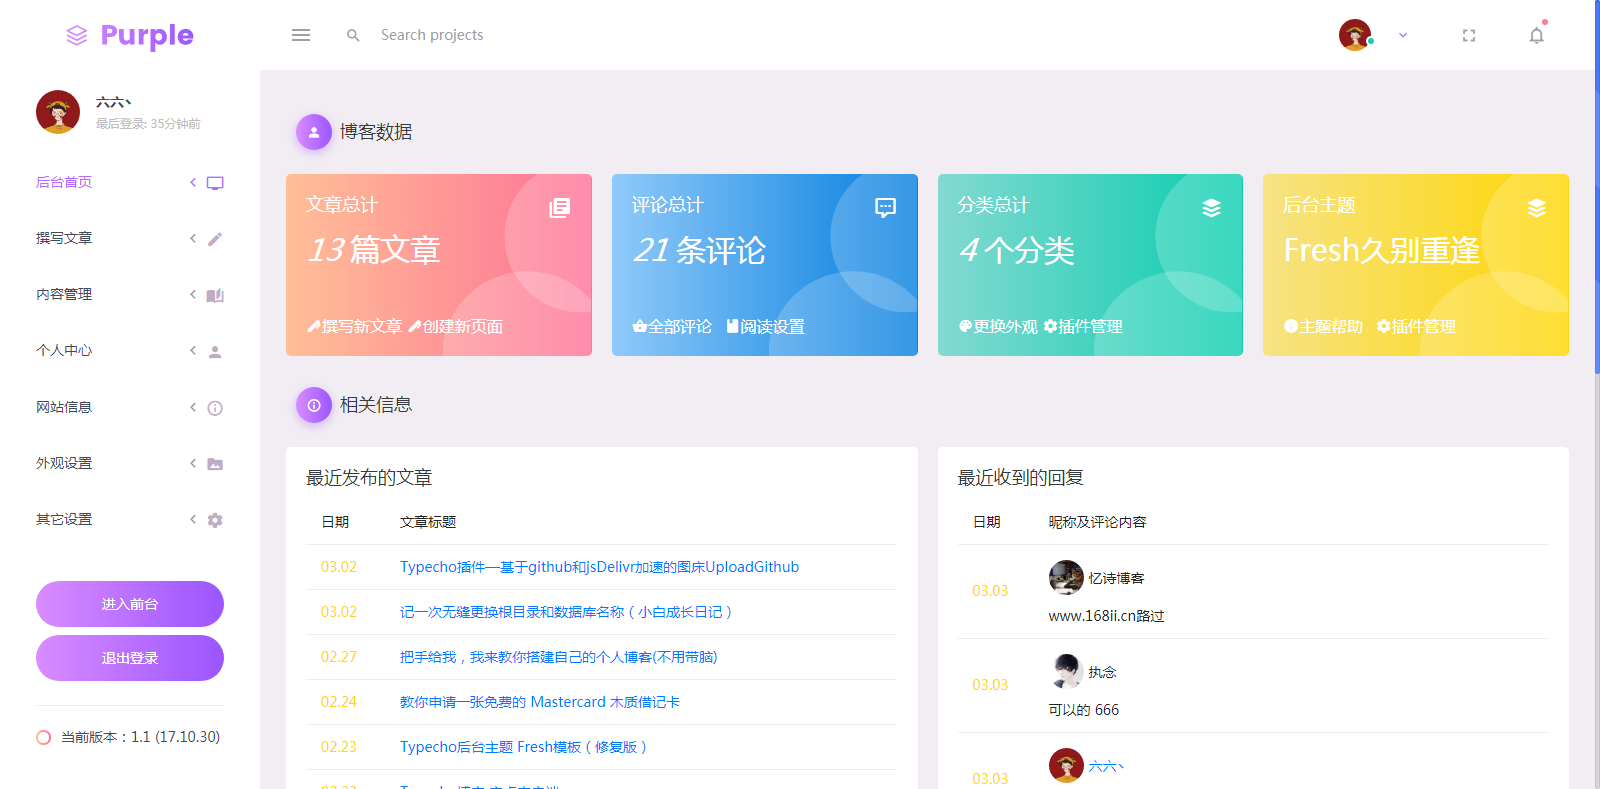 Purple
Search projects
六六丶
最后登录: 35分钟前
后台首页
撰写文章
内容管理
个人中心
网站信息
外观设置
其它设置
进入前台
退出登录
当前版本：1.1 (17.10.30)
博客数据
文章总计
13 篇文章
撰写新文章 创建新页面
评论总计
21 条评论
全部评论 阅读设置
分类总计
4 个分类
更换外观 插件管理
后台主题
Fresh久别重逢
主题帮助 插件管理
相关信息
最近发布的文章
日期 文章标题
03.02 Typecho插件—基于github和jsDelivr加速的图床UploadGithub
03.02 记一次无缝更换根目录和数据库名称（小白成长日记）
02.27 把手给我，我来教你搭建自己的个人博客(不用带脑)
02.24 教你申请一张免费的 Mastercard 木质借记卡
02.23 Typecho后台主题 Fresh模板（修复版）
最近收到的回复
日期 昵称及评论内容
03.03 忆诗博客
www.168ii.cn路过
03.03 执念
可以的 666
03.03 六六丶